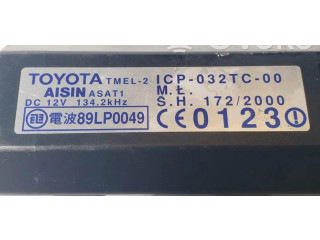 TOYOTA TMEL-2 ICP-032TC-00
AISIN ASAT1 M.Ł.
DC 12V 134.2kHz S.H. 172/2000
電波89LP0049 CE0123